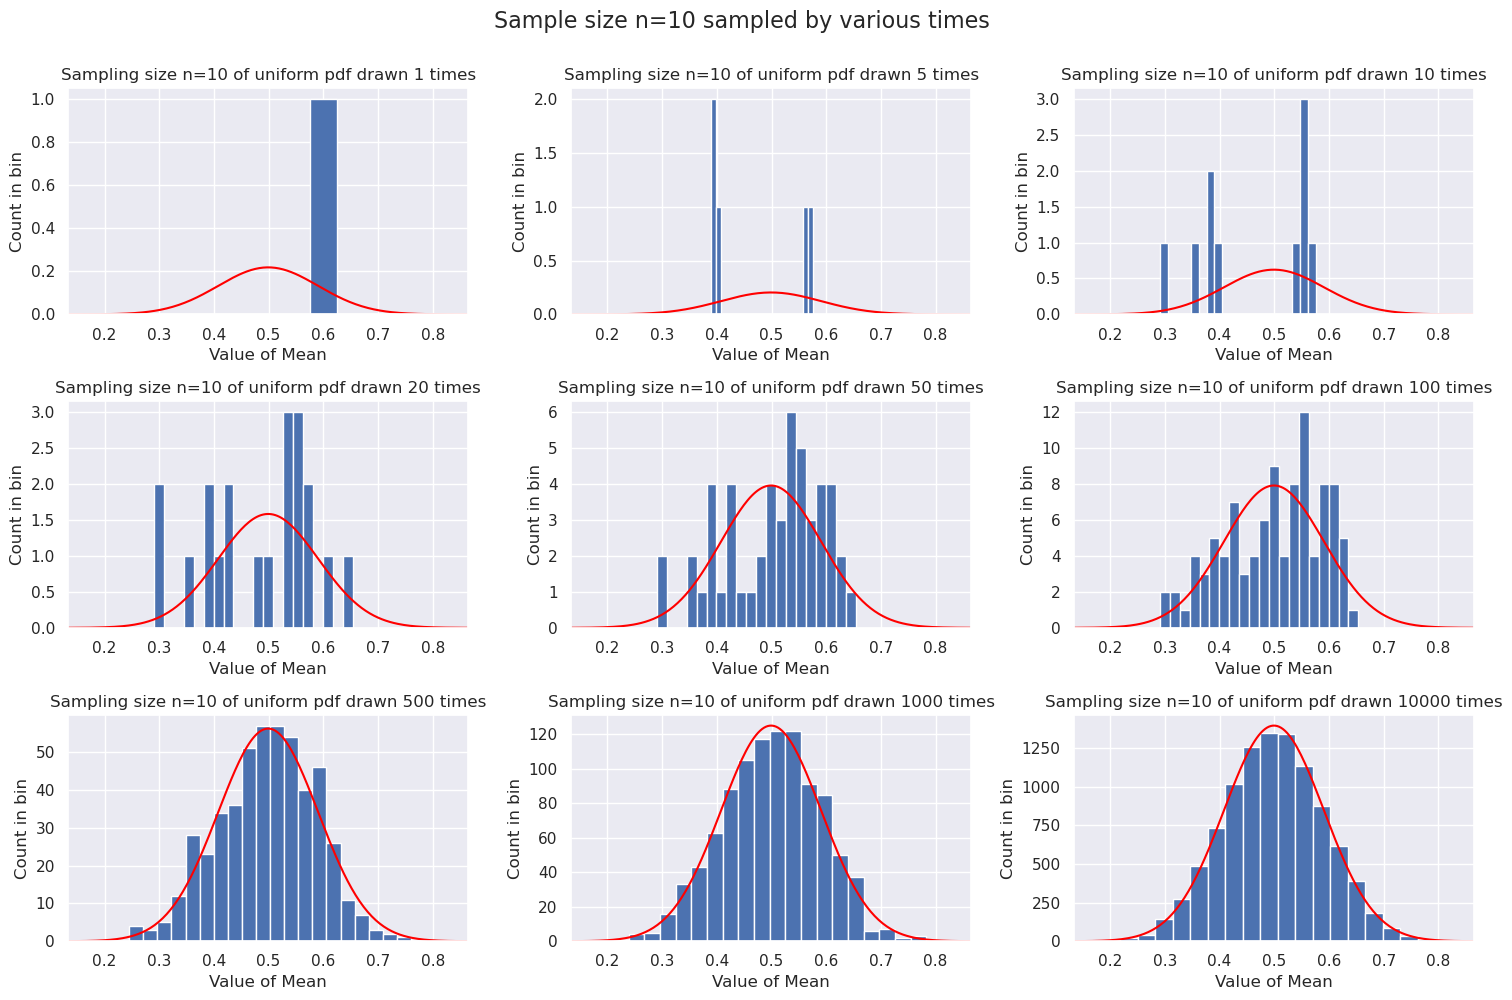 Sample size n=10 sampled by various times
Sampling size n=10 of uniform pdf drawn 1 times
Count in bin
1.0
0.8
0.6
0.4
0.2
0.0
0.2 0.3 0.4 0.5 0.6 0.7 0.8
Value of Mean
Sampling size n=10 of uniform pdf drawn 5 times
Count in bin
2.0
1.5
1.0
0.5
0.0
0.2 0.3 0.4 0.5 0.6 0.7 0.8
Value of Mean
Sampling size n=10 of uniform pdf drawn 10 times
Count in bin
3.0
2.5
2.0
1.5
1.0
0.5
0.0
0.2 0.3 0.4 0.5 0.6 0.7 0.8
Value of Mean
Sampling size n=10 of uniform pdf drawn 20 times
Count in bin
3.0
2.5
2.0
1.5
1.0
0.5
0.0
0.2 0.3 0.4 0.5 0.6 0.7 0.8
Value of Mean
Sampling size n=10 of uniform pdf drawn 50 times
Count in bin
6
5
4
3
2
1
0
0.2 0.3 0.4 0.5 0.6 0.7 0.8
Value of Mean
Sampling size n=10 of uniform pdf drawn 100 times
Count in bin
12
10
8
6
4
2
0
0.2 0.3 0.4 0.5 0.6 0.7 0.8
Value of Mean
Sampling size n=10 of uniform pdf drawn 500 times
Count in bin
50
40
30
20
10
0
0.2 0.3 0.4 0.5 0.6 0.7 0.8
Value of Mean
Sampling size n=10 of uniform pdf drawn 1000 times
Count in bin
120
100
80
60
40
20
0
0.2 0.3 0.4 0.5 0.6 0.7 0.8
Value of Mean
Sampling size n=10 of uniform pdf drawn 10000 times
Count in bin
1250
1000
750
500
250
0
0.2 0.3 0.4 0.5 0.6 0.7 0.8
Value of Mean